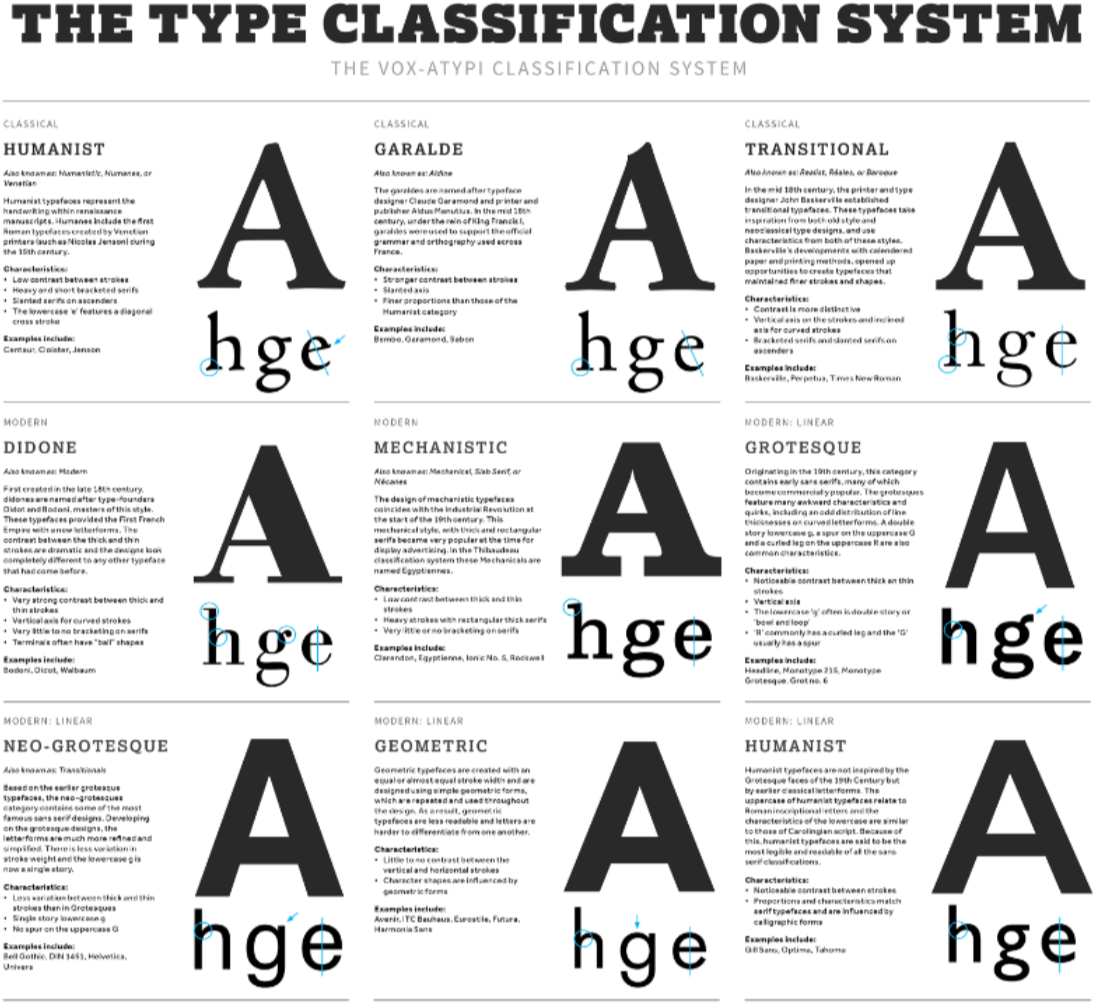 THE TYPE CLASSIFICATION SYSTEM
THE VOX-ATYPI CLASSIFICATION SYSTEM
CLASSICAL
HUMANIST
Also known as: Humanistic, Humanes, or
Venetian
Humanist typefaces represent the
handwriting within renaissance
manuscripts. Humanes include the first
Roman typefaces created by Venetian
printers (such as Nicolas Jenson) during
the 15th century.
Characteristics:
• Low contrast between strokes
• Heavy and short bracketed serifs
• Slanted serifs on ascenders
• The lowercase 'e' features a diagonal
cross stroke
Examples include:
Centaur, Cloister, Jenson
A
hge
CLASSICAL
GARALDE
Also known as: Aldine
The garaldes are named after typeface
designer Claude Garamond and printer and
publisher Aldus Manutius. In the mid 16th
century, under the rein of King Francis I,
garaldes were used to support the official
grammar and orthography used across
France.
Characteristics:
• Stronger contrast between strokes
• Slanted axis
• Finer proportions than those of the
Humanist category
Examples include:
Bembo, Garamond, Sabon
A
hge
CLASSICAL
TRANSITIONAL
Also known as: Realist, Réales, or Baroque
In the mid 18th century, the printer and type
designer John Baskerville established
transitional typefaces. These typefaces take
inspiration from both old style and
neoclassical type designs, and use
characteristics from both of these styles.
Baskerville's developments with calendered
paper and printing methods, opened up
opportunities to create typefaces that
maintained finer strokes and shapes.
Characteristics:
• Contrast is more distinctive
• Vertical axis on the strokes and inclined
axis for curved strokes
• Bracketed serifs and slanted serifs on
ascenders
Examples include:
Baskerville, Perpetua, Times New Roman
A
hge
MODERN
DIDONE
Also known as: Modern
First created in the late 18th century,
didones are named after type-founders
Didot and Bodoni, masters of this style.
These typefaces provided the First French
Empire with a new letterforms. The
contrast between the thick and thin
strokes are dramatic and the designs look
completely different to any other typeface
that had come before.
Characteristics:
• Very strong contrast between thick and
thin strokes
• Vertical axis for curved strokes
• Very little to no bracketing on serifs
• Terminals often have "ball" shapes
Examples include:
Bodoni, Didot, Walbaum
A
hge
MODERN
MECHANISTIC
Also known as: Mechanical, Slab Serif, or
Mécanes
The design of mechanistic typefaces
coincides with the Industrial Revolution at
the start of the 19th century. This
mechanical style, with thick and rectangular
serifs became very popular at the time for
display advertising. In the Thibaudeau
classification system these Mechanicals are
named Egyptiennes.
Characteristics:
• Low contrast between thick and thin
strokes
• Heavy strokes with rectangular thick serifs
• Very little or no bracketing on serifs
Examples include:
Clarendon, Egyptienne, Ionic No. 5, Rockwell
A
hge
MODERN: LINEAR
GROTESQUE
Originating in the 19th century, this category
contains early sans serifs, many of which
become commercially popular. The grotesques
feature many awkward characteristics and
quirks, including an odd distribution of line
thicknesses on curved letterforms. A double
story lowercase g, a spur on the uppercase G
and a curled leg on the uppercase R are also
common characteristics.
Characteristics:
• Noticeable contrast between thick an thin
strokes
• Vertical axis
• The lowercase 'g' often is double story or
'bowl and loop'
• 'R' commonly has a curled leg and the 'G'
usually has a spur
Examples include:
Headline, Monotype 215, Monotype
Grotesque, Grot no. 6
A
hge
MODERN: LINEAR
NEO-GROTESQUE
Also known as: Transitionals
Based on the earlier grotesque
typefaces, the neo-grotesques
category contains some of the most
famous sans serif designs. Developing
on the grotesque designs, the
letterforms are much more refined and
simplified. There is less variation in
stroke weight and the lowercase g is
now a single story.
Characteristics:
• Less variation between thick and thin
strokes than in Grotesques
• Single story lowercase g
• No spur on the uppercase G
Examples include:
Bell Gothic, DIN 1451, Helvetica,
Univers
A
hge
MODERN: LINEAR
GEOMETRIC
Geometric typefaces are created with an
equal or almost equal stroke width and are
designed using simple geometric forms,
which are repeated and used throughout
the design. As a result, geometric
typefaces are less readable and letters are
harder to differentiate from one another.
Characteristics:
• Little to no contrast between the
vertical and horizontal strokes
• Character shapes are influenced by
geometric forms
Examples include:
Avenir, ITC Bauhaus, Eurostile, Futura,
Harmonia Sans
A
hge
MODERN: LINEAR
HUMANIST
Humanist typefaces are not inspired by the
Grotesque faces of the 19th Century but
by earlier classical letterforms. The
uppercase of humanist typefaces relate to
Roman inscriptional letters and the
characteristics of the lowercase are similar
to those of Carolingian script. Because of
this, humanist typefaces are said to be the
most legible and readable of all the sans
serif classifications.
Characteristics:
• Noticeable contrast between strokes
• Proportions and characteristics match
serif typefaces and are influenced by
calligraphic forms
Examples include:
Gill Sans, Optima, Tahoma
A
hge